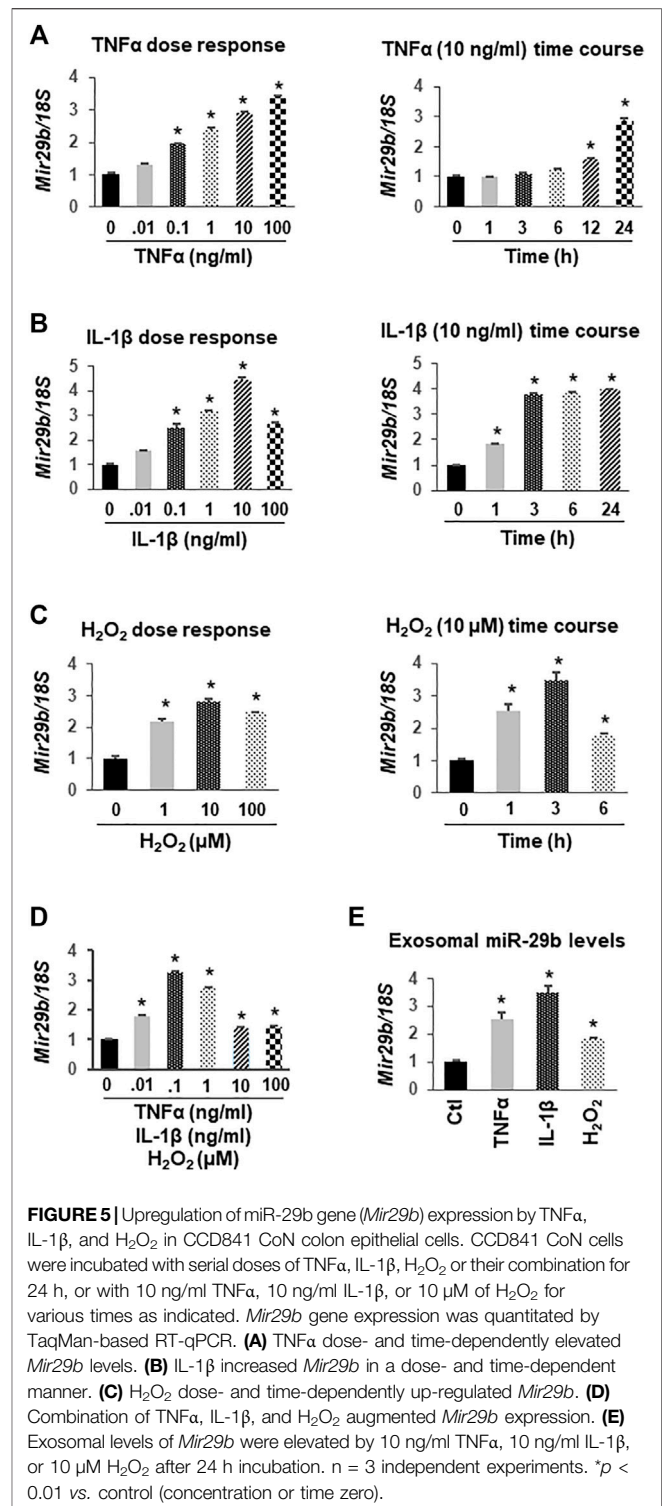 A
TNFα dose response
Mir29b/18S
4
3
2
1
0
* * * *
0 .01 0.1 1 10 100
TNFα (ng/ml)
TNFα (10 ng/ml) time course
Mir29b/18S
4
3
2
1
0
* *
0 1 3 6 12 24
Time (h)
B
IL-1β dose response
Mir29b/18S
5
4
3
2
1
0
* * * *
0 .01 0.1 1 10 100
IL-1β (ng/ml)
IL-1β (10 ng/ml) time course
Mir29b/18S
5
4
3
2
1
0
* * * *
0 1 3 6 24
Time (h)
C
H₂O₂ dose response
Mir29b/18S
4
3
2
1
0
* * *
0 1 10 100
H₂O₂ (µM)
H₂O₂ (10 µM) time course
Mir29b/18S
4
3
2
1
0
* * *
0 1 3 6
Time (h)
D
Mir29b/18S
4
3
2
1
0
* * * * *
0 .01 .1 1 10 100
TNFα (ng/ml)
IL-1β (ng/ml)
H₂O₂ (µM)
E
Exosomal miR-29b levels
Mir29b/18S
4
3
2
1
0
* * *
Ctl TNFα IL-1β H₂O₂
FIGURE 5 | Upregulation of miR-29b gene (Mir29b) expression by TNFα,
IL-1β, and H₂O₂ in CCD841 CoN colon epithelial cells. CCD841 CoN cells
were incubated with serial doses of TNFα, IL-1β, H₂O₂ or their combination for
24 h, or with 10 ng/ml TNFα, 10 ng/ml IL-1β, or 10 µM of H₂O₂ for
various times as indicated. Mir29b gene expression was quantitated by
TaqMan-based RT-qPCR. (A) TNFα dose- and time-dependently elevated
Mir29b levels. (B) IL-1β increased Mir29b in a dose- and time-dependent
manner. (C) H₂O₂ dose- and time-dependently up-regulated Mir29b. (D)
Combination of TNFα, IL-1β, and H₂O₂ augmented Mir29b expression. (E)
Exosomal levels of Mir29b were elevated by 10 ng/ml TNFα, 10 ng/ml IL-1β,
or 10 µM H₂O₂ after 24 h incubation. n = 3 independent experiments. *p <
0.01 vs. control (concentration or time zero).